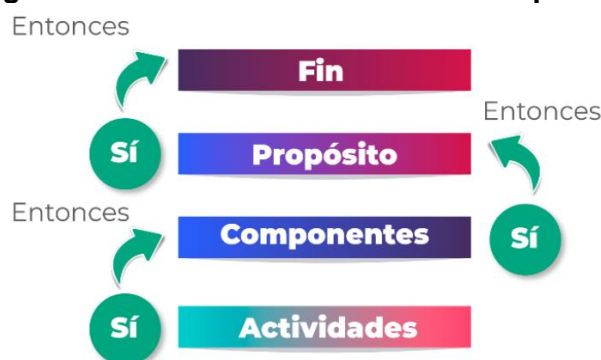 Entonces
Fin
Entonces
Sí
Propósito
Entonces
Componentes
Sí
Sí
Actividades